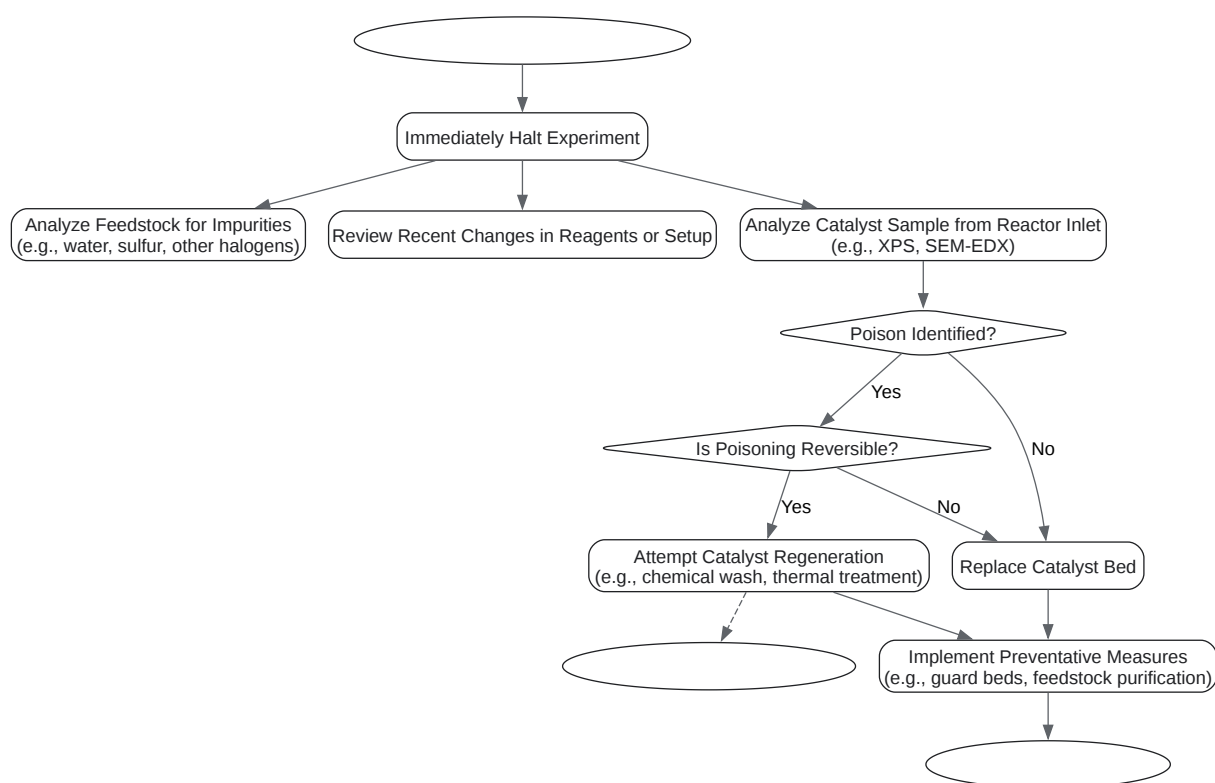 Immediately Halt Experiment
Analyze Feedstock for Impurities
(e.g., water, sulfur, other halogens)
Review Recent Changes in Reagents or Setup
Analyze Catalyst Sample from Reactor Inlet
(e.g., XPS, SEM-EDX)
Poison Identified?
Yes
Is Poisoning Reversible?
No
Yes
No
Attempt Catalyst Regeneration
(e.g., chemical wash, thermal treatment)
Replace Catalyst Bed
Implement Preventative Measures
(e.g., guard beds, feedstock purification)